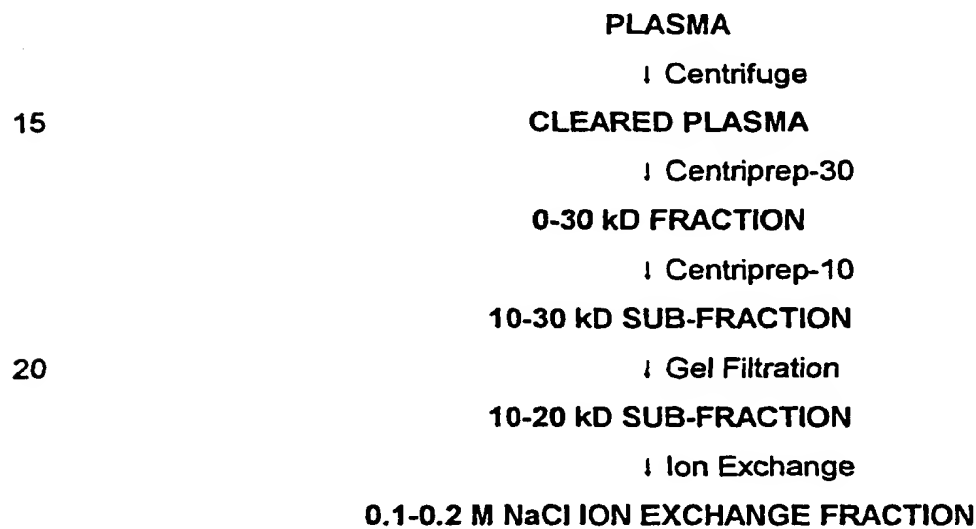 PLASMA
↓ Centrifuge
15 CLEARED PLASMA
↓ Centriprep-30
0-30 kD FRACTION
↓ Centriprep-10
10-30 kD SUB-FRACTION
20 ↓ Gel Filtration
10-20 kD SUB-FRACTION
↓ Ion Exchange
0.1-0.2 M NaCl ION EXCHANGE FRACTION